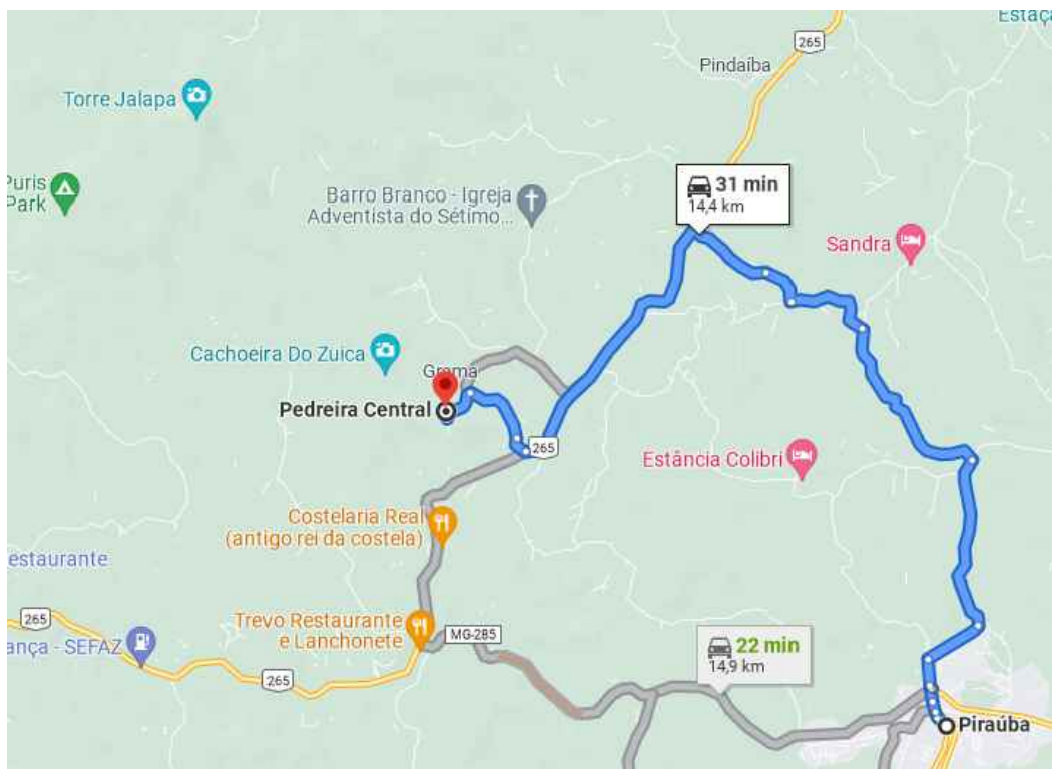 Estaç
265
Pindaíba
Torre Jalapa
Puris
Park
Barro Branco - Igreja
Adventista do Sétimo...
31 min
14,4 km
Sandra
Cachoeira Do Zuica
Grama
Pedreira Central
265
Estância Colibri
Costelaria Real
(antigo rei da costela)
estaurante
265
Trevo Restaurante
e Lanchonete
MG-285
ança - SEFAZ
22 min
14,9 km
265
Piraúba